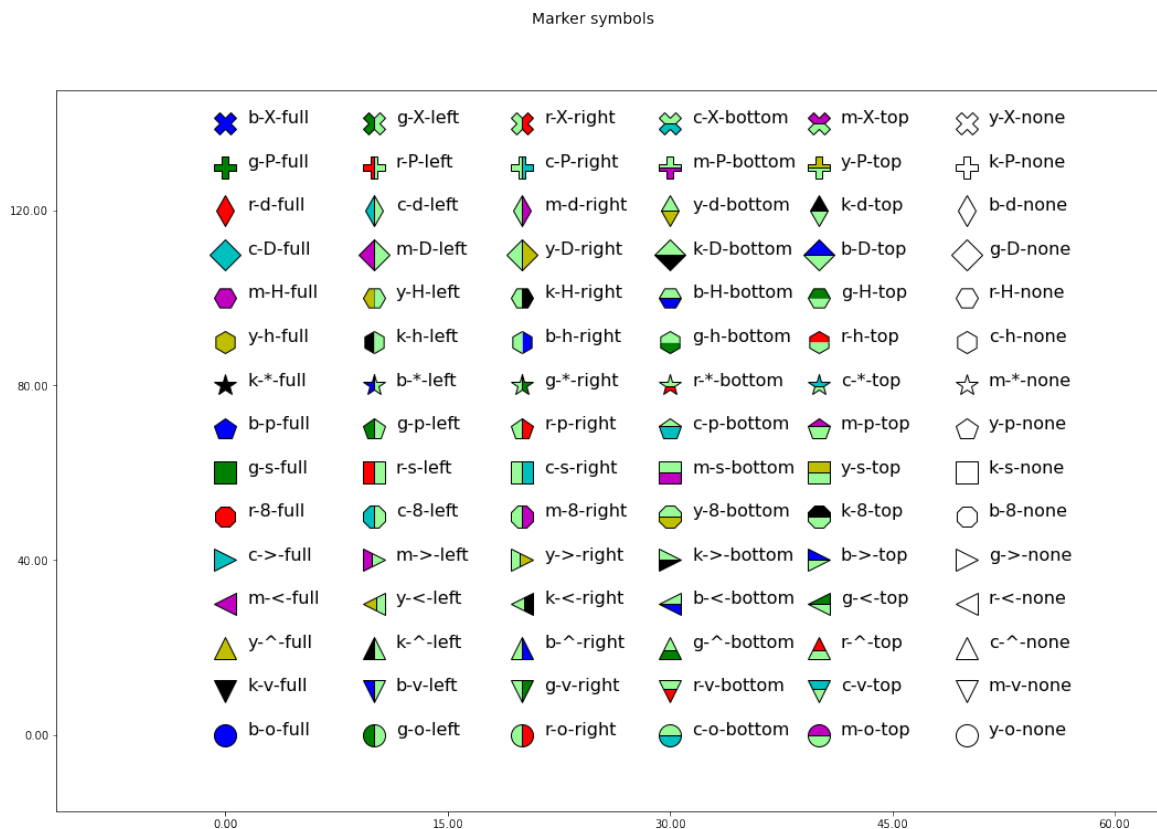 Marker symbols
b-X-full g-X-left r-X-right c-X-bottom m-X-top y-X-none
g-P-full r-P-left c-P-right m-P-bottom y-P-top k-P-none
120.00 r-d-full c-d-left m-d-right y-d-bottom k-d-top b-d-none
c-D-full m-D-left y-D-right k-D-bottom b-D-top g-D-none
m-H-full y-H-left k-H-right b-H-bottom g-H-top r-H-none
y-h-full k-h-left b-h-right g-h-bottom r-h-top c-h-none
80.00 k-*-full b-*-left g-*-right r-*-bottom c-*-top m-*-none
b-p-full g-p-left r-p-right c-p-bottom m-p-top y-p-none
g-s-full r-s-left c-s-right m-s-bottom y-s-top k-s-none
r-8-full c-8-left m-8-right y-8-bottom k-8-top b-8-none
40.00 c->-full m->-left y->-right k->-bottom b->-top g->-none
m-<-full y-<-left k-<-right b-<-bottom g-<-top r-<-none
y-^-full k-^-left b-^-right g-^-bottom r-^-top c-^-none
k-v-full b-v-left g-v-right r-v-bottom c-v-top m-v-none
0.00 b-o-full g-o-left r-o-right c-o-bottom m-o-top y-o-none
0.00 15.00 30.00 45.00 60.00